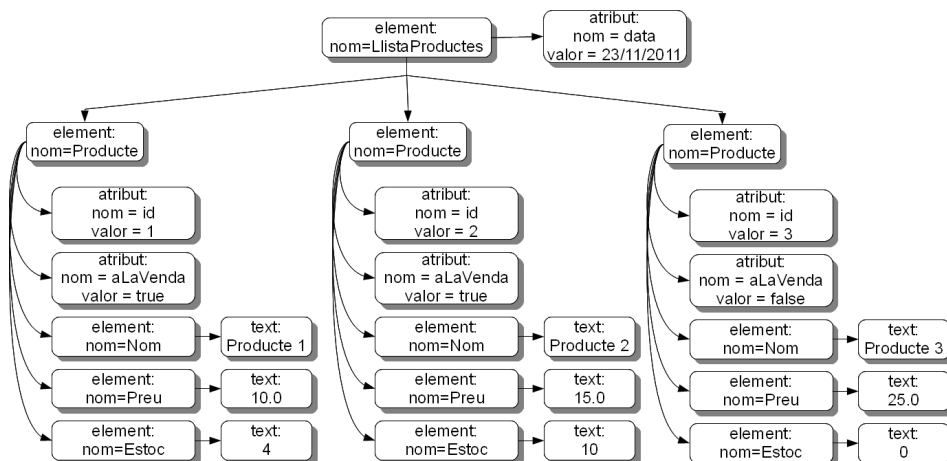 element:
nom=LlistaProductes
atribut:
nom = data
valor = 23/11/2011
element:
nom=Producte
atribut:
nom = id
valor = 1
atribut:
nom = aLaVenda
valor = true
element:
nom=Nom
text:
Producte 1
element:
nom=Preu
text:
10.0
element:
nom=Estoc
text:
4
element:
nom=Producte
atribut:
nom = id
valor = 2
atribut:
nom = aLaVenda
valor = true
element:
nom=Nom
text:
Producte 2
element:
nom=Preu
text:
15.0
element:
nom=Estoc
text:
10
element:
nom=Producte
atribut:
nom = id
valor = 3
atribut:
nom = aLaVenda
valor = false
element:
nom=Nom
text:
Producte 3
element:
nom=Preu
text:
25.0
element:
nom=Estoc
text:
0